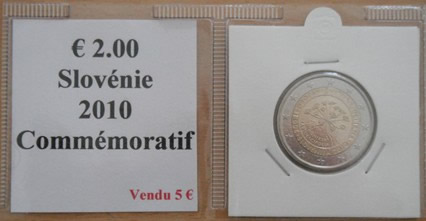 € 2.00
Slovénie
2010
Commémoratif
Vendu 5 €